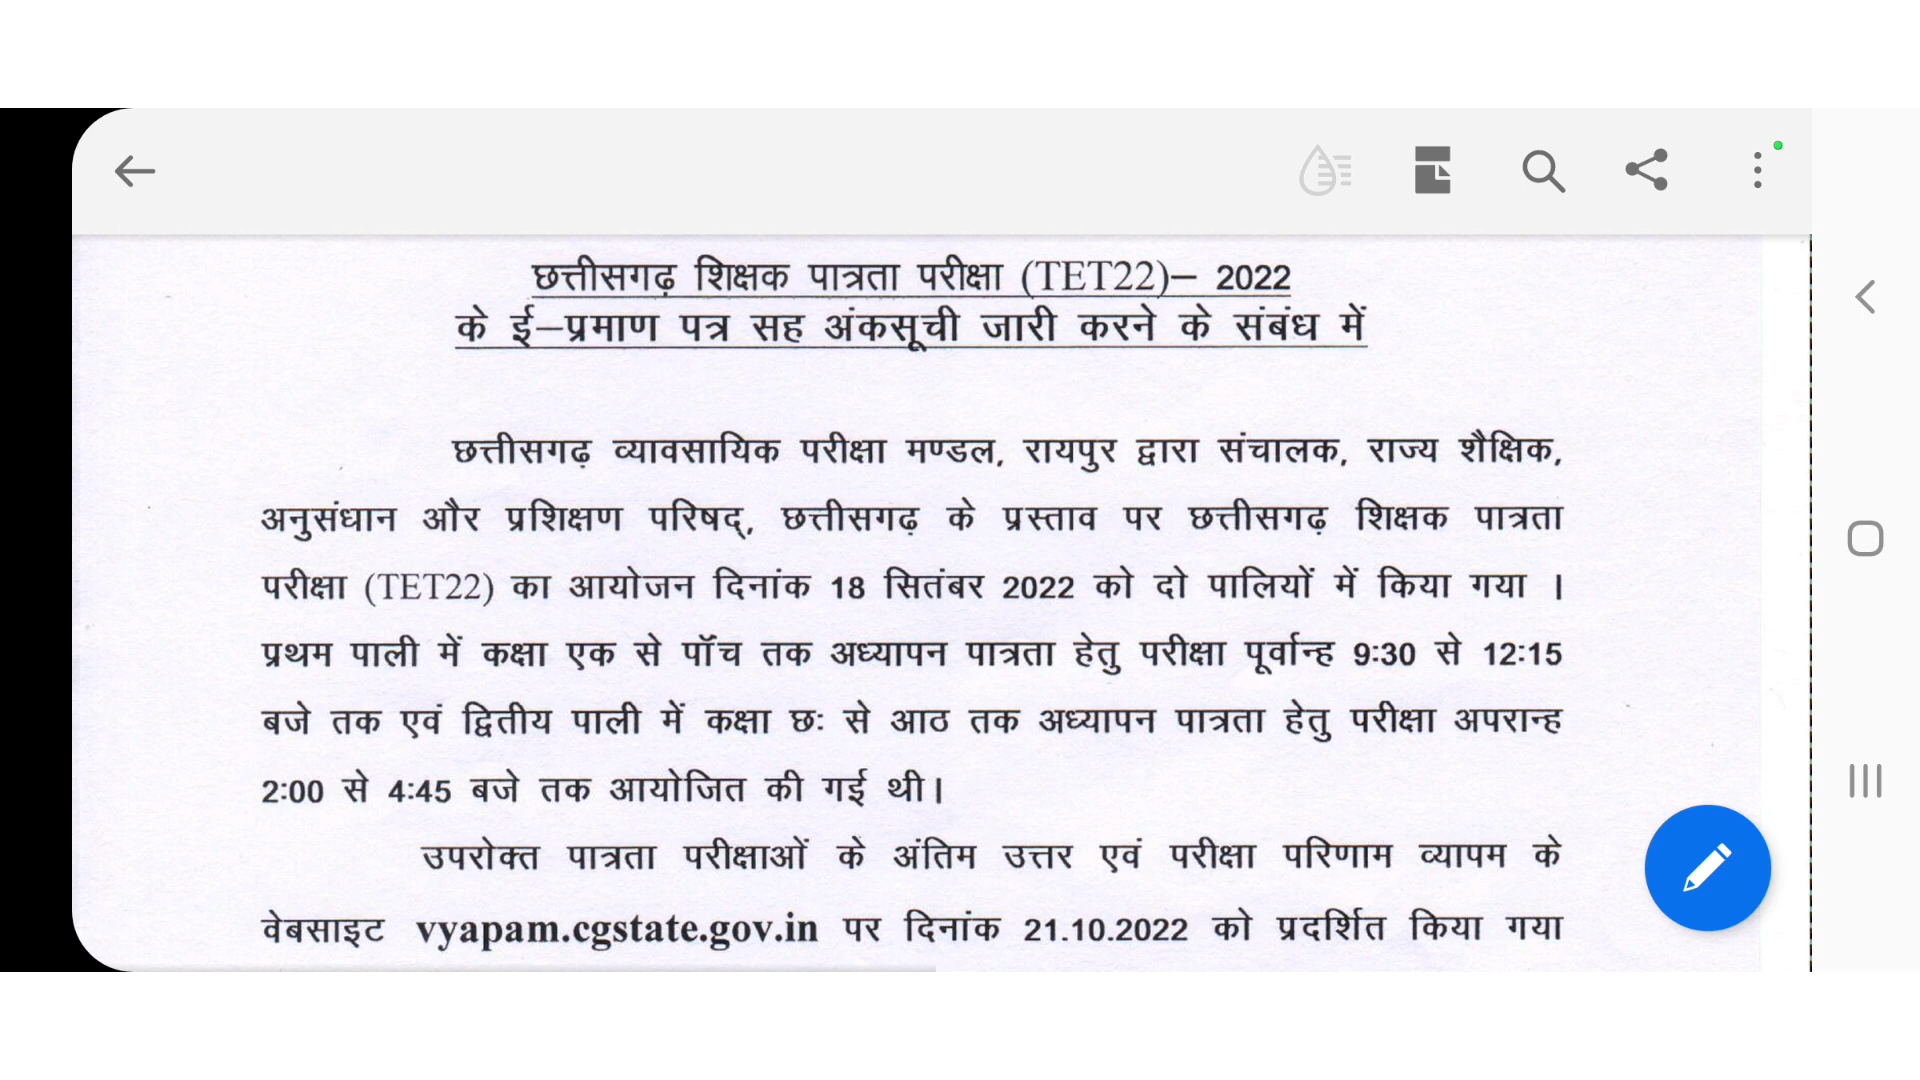 छत्तीसगढ़ शिक्षक पात्रता परीक्षा (TET22)– 2022
के ई–प्रमाण पत्र सह अंकसूची जारी करने के संबंध में
छत्तीसगढ़ व्यावसायिक परीक्षा मण्डल, रायपुर द्वारा संचालक, राज्य शैक्षिक,
अनुसंधान और प्रशिक्षण परिषद्, छत्तीसगढ़ के प्रस्ताव पर छत्तीसगढ़ शिक्षक पात्रता
परीक्षा (TET22) का आयोजन दिनांक 18 सितंबर 2022 को दो पालियों में किया गया ।
प्रथम पाली में कक्षा एक से पॉंच तक अध्यापन पात्रता हेतु परीक्षा पूर्वान्ह 9:30 से 12:15
बजे तक एवं द्वितीय पाली में कक्षा छः से आठ तक अध्यापन पात्रता हेतु परीक्षा अपरान्ह
2:00 से 4:45 बजे तक आयोजित की गई थी।
उपरोक्त पात्रता परीक्षाओं के अंतिम उत्तर एवं परीक्षा परिणाम व्यापम के
वेबसाइट vyapam.cgstate.gov.in पर दिनांक 21.10.2022 को प्रदर्शित किया गया